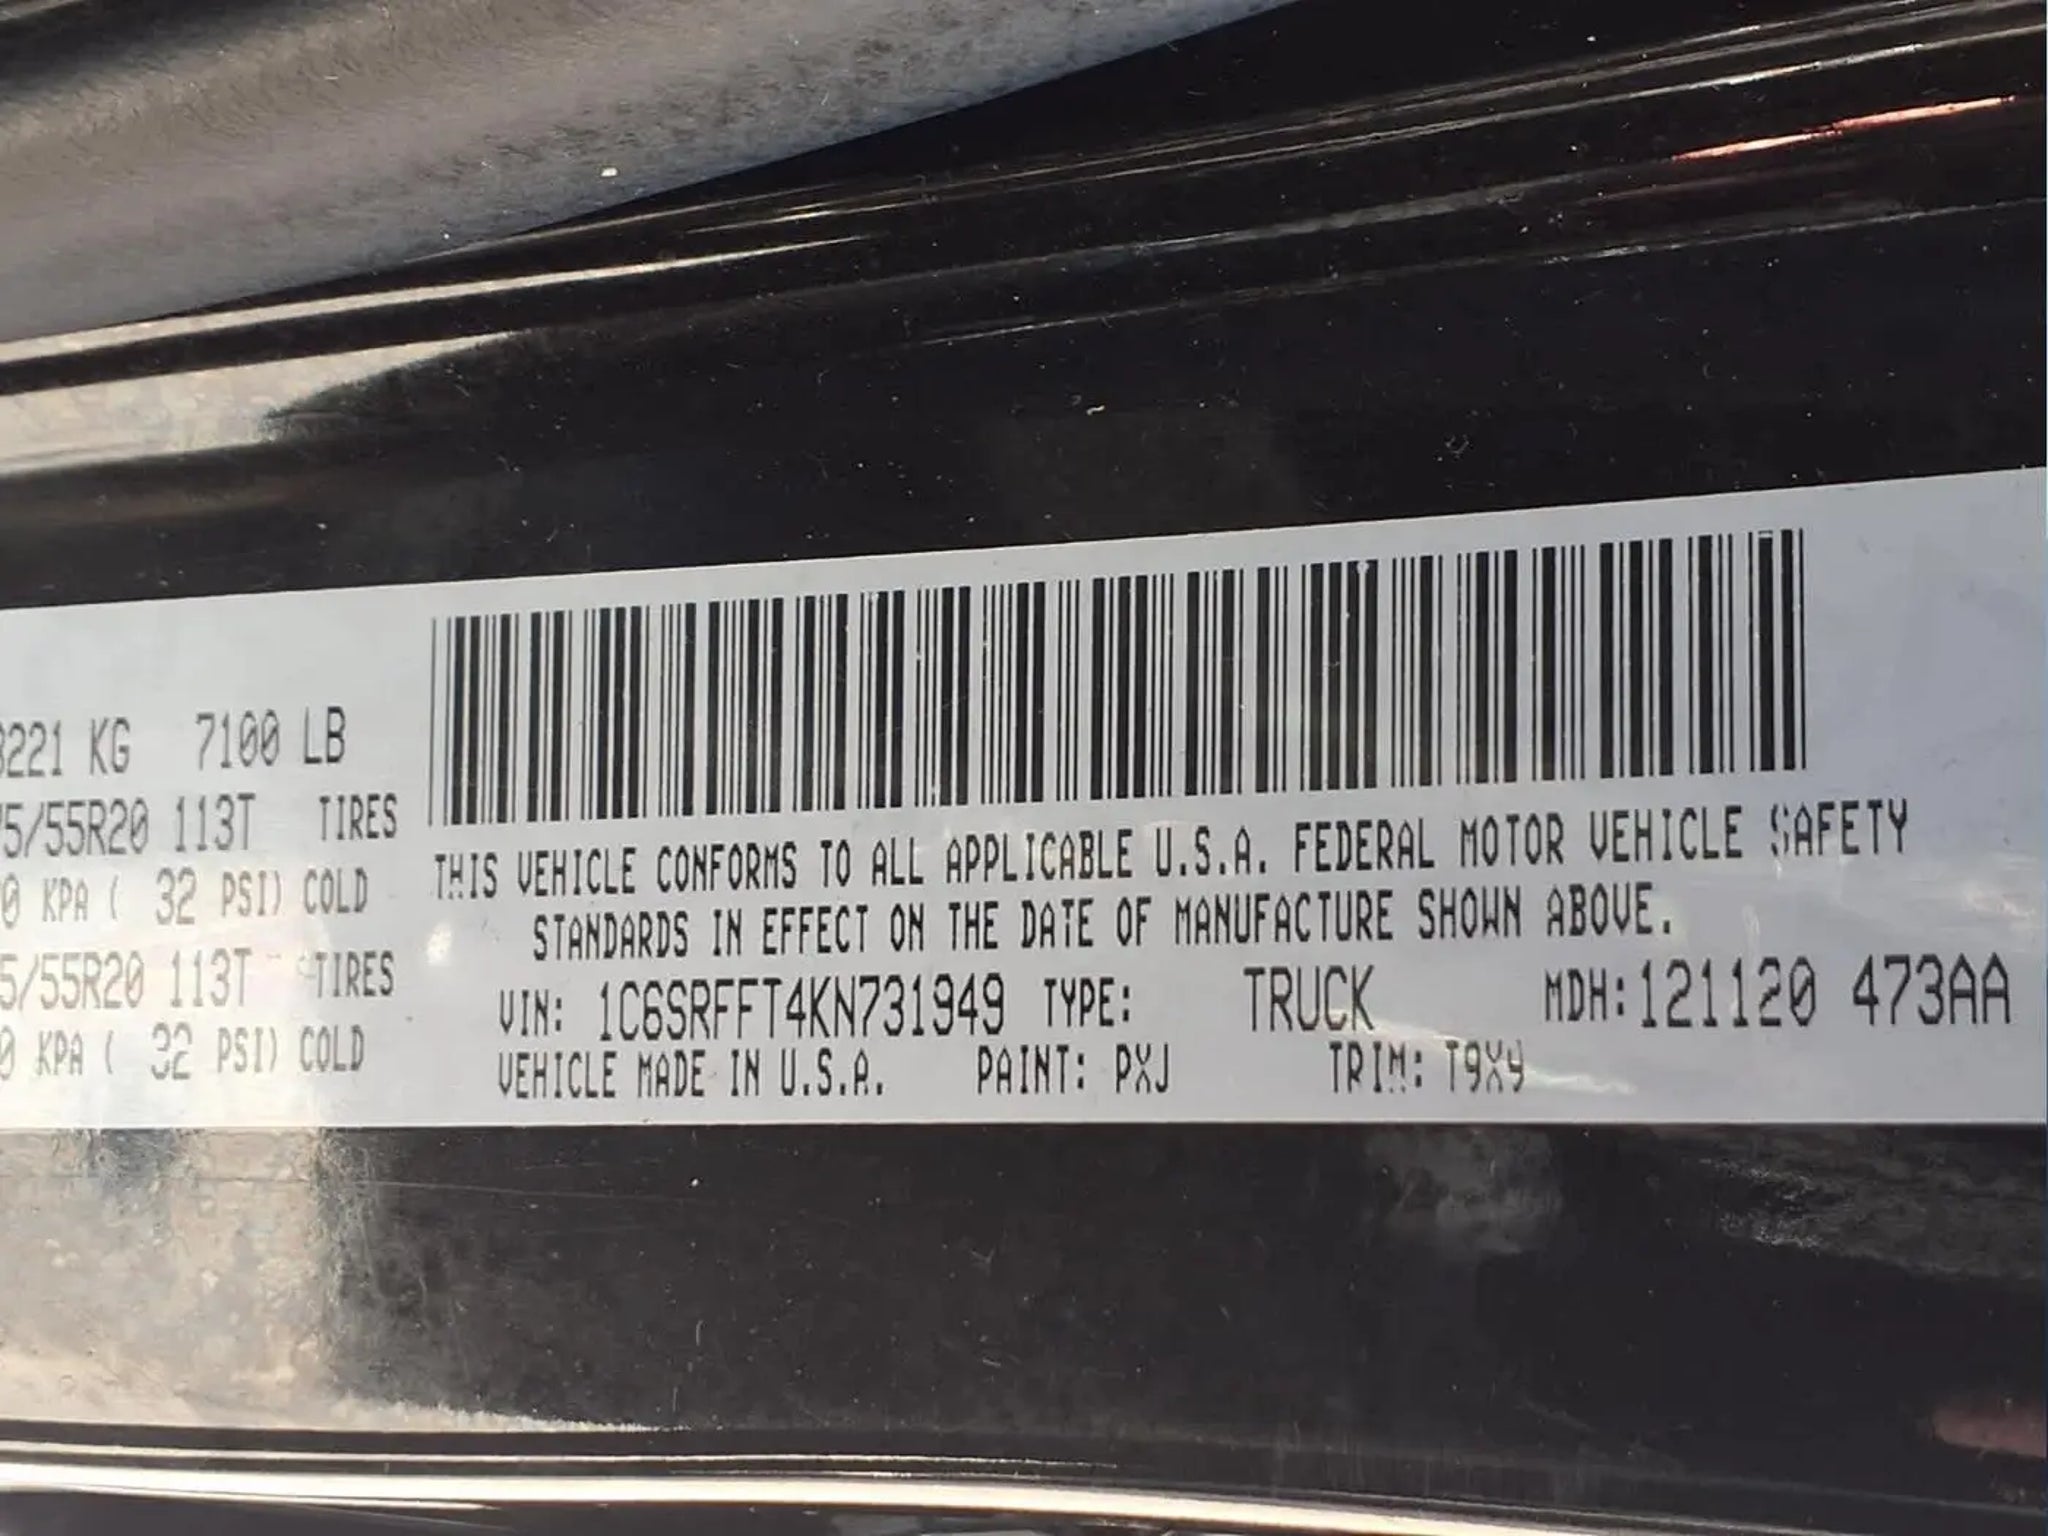 3221 KG 7100 LB
75/55R20 113T TIRES
0 KPA ( 32 PSI) COLD
5/55R20 113T TIRES
0 KPA ( 32 PSI) COLD
THIS VEHICLE CONFORMS TO ALL APPLICABLE U.S.A. FEDERAL MOTOR VEHICLE SAFETY
STANDARDS IN EFFECT ON THE DATE OF MANUFACTURE SHOWN ABOVE.
VIN: 1C6SRFFT4KN731949 TYPE: TRUCK MDH:121120 473AA
VEHICLE MADE IN U.S.A. PAINT: PXJ TRIM: T9X9